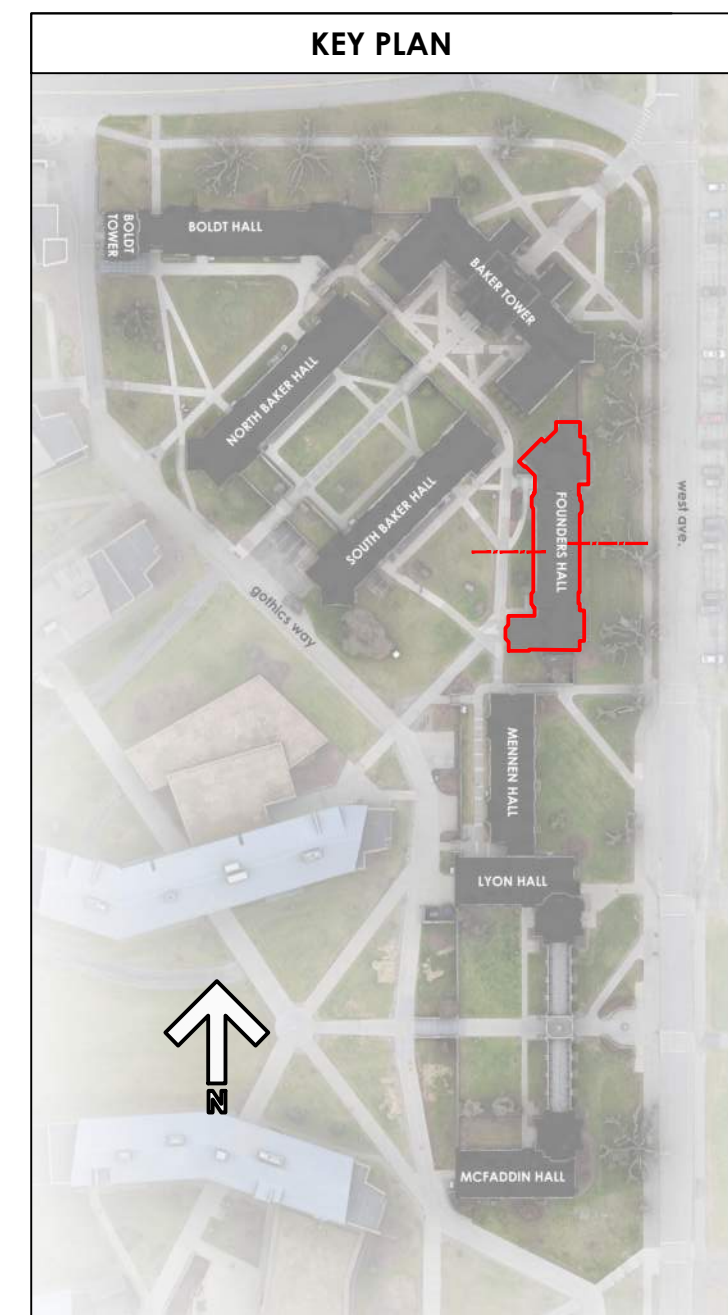 KEY PLAN
BOLDT
TOWER
BOLDT HALL
BAKER TOWER
NORTH BAKER HALL
SOUTH BAKER HALL
FOUNDERS HALL
west ave.
gothics way
MENNEN HALL
LYON HALL
N
MCFADDIN HALL